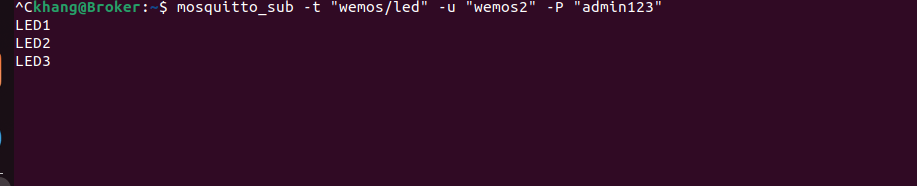 ^Ckhang@Broker:~$ mosquitto_sub -t "wemos/led" -u "wemos2" -P "admin123"
LED1
LED2
LED3